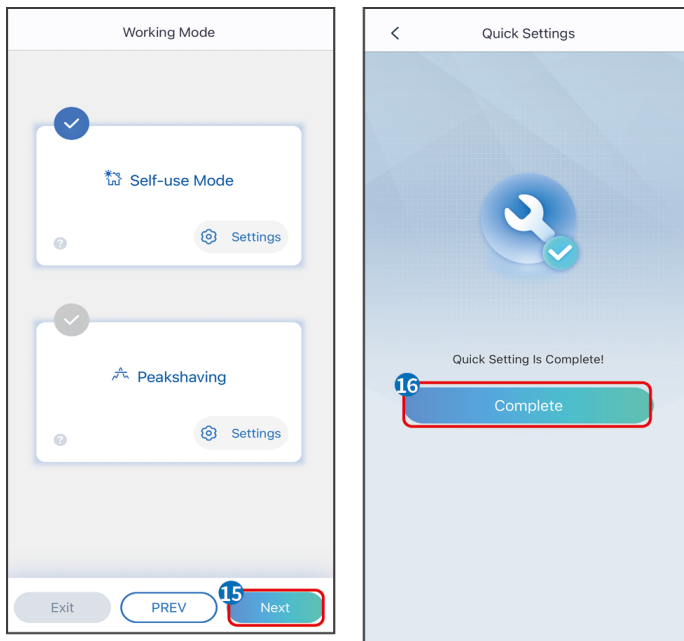 Working Mode
Self-use Mode
?
Settings
Peakshaving
?
Settings
Exit
PREV
15
Next
Quick Settings
Quick Setting Is Complete!
16
Complete